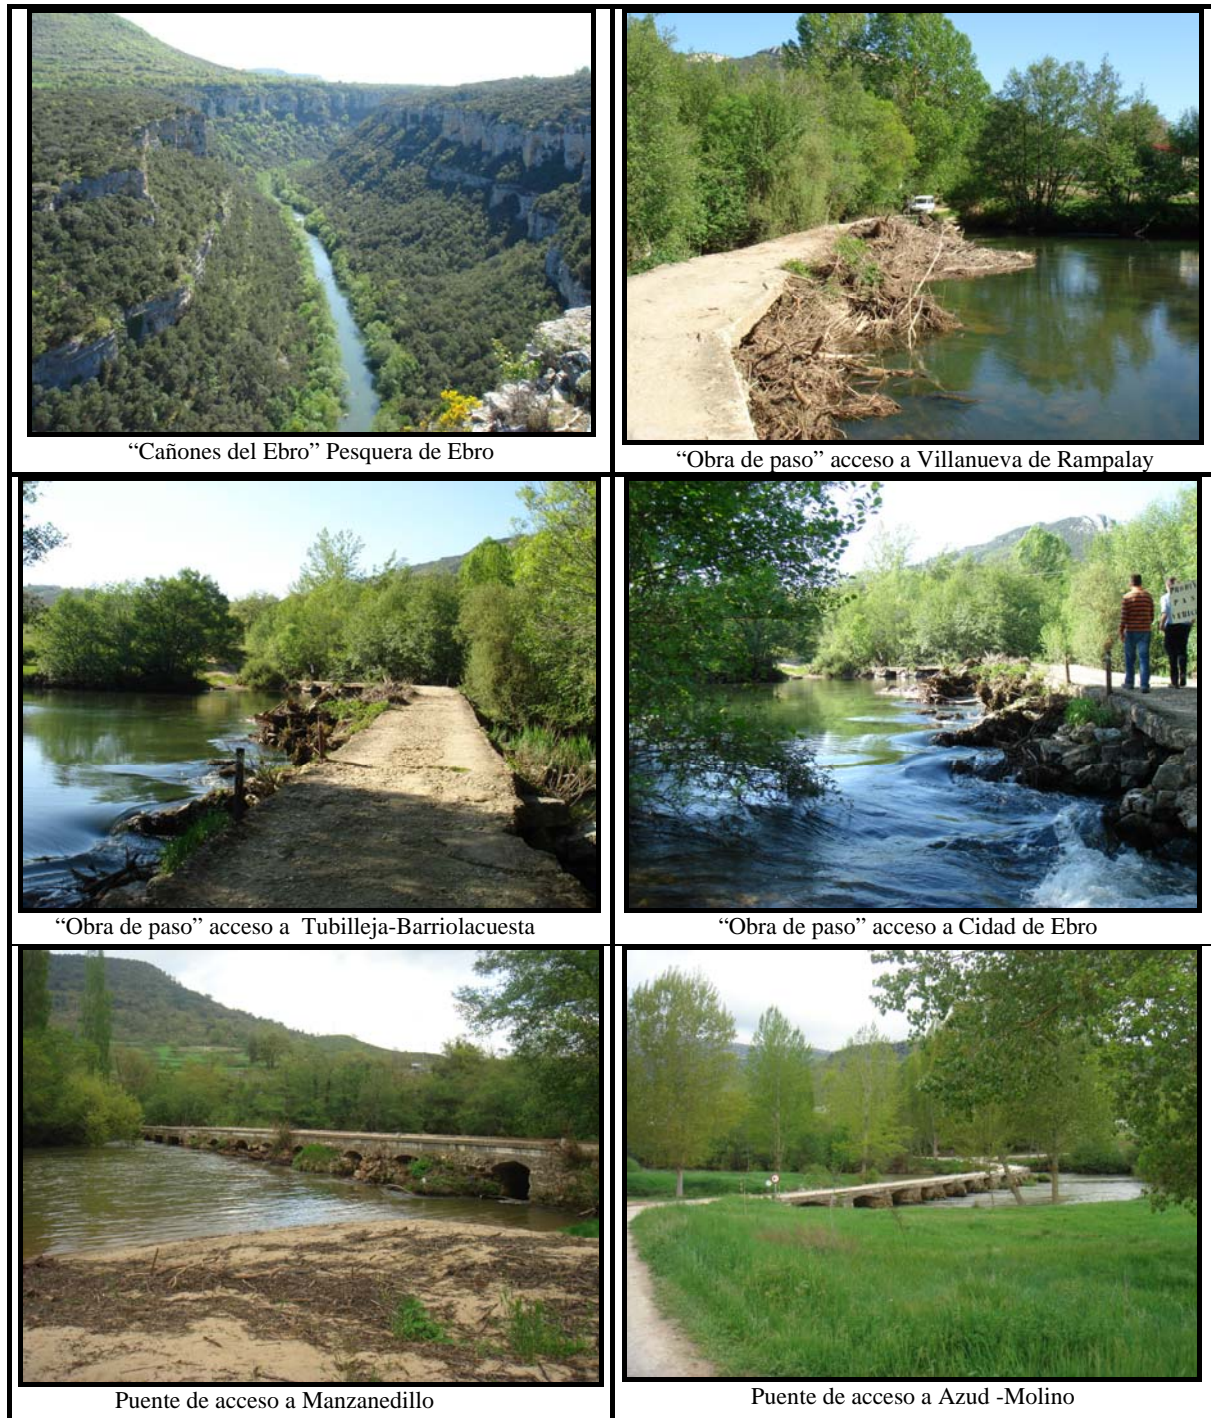 “Cañones del Ebro” Pesquera de Ebro
“Obra de paso” acceso a Villanueva de Rampalay
“Obra de paso” acceso a  Tubilleja-Barriolacuesta
PASO
“Obra de paso” acceso a Cidad de Ebro
Puente de acceso a Manzanedillo
Puente de acceso a Azud -Molino